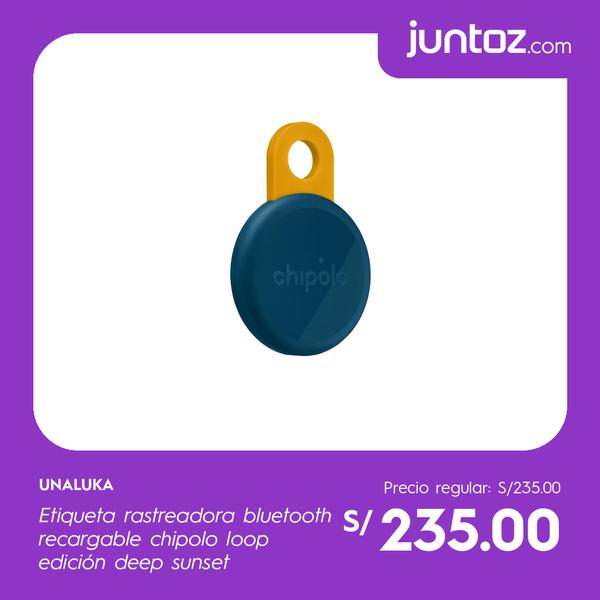 juntoz.com
chipolo
UNALUKA
Etiqueta rastreadora bluetooth
recargable chipolo loop
edición deep sunset
Precio regular: S/235.00
S/ 235.00